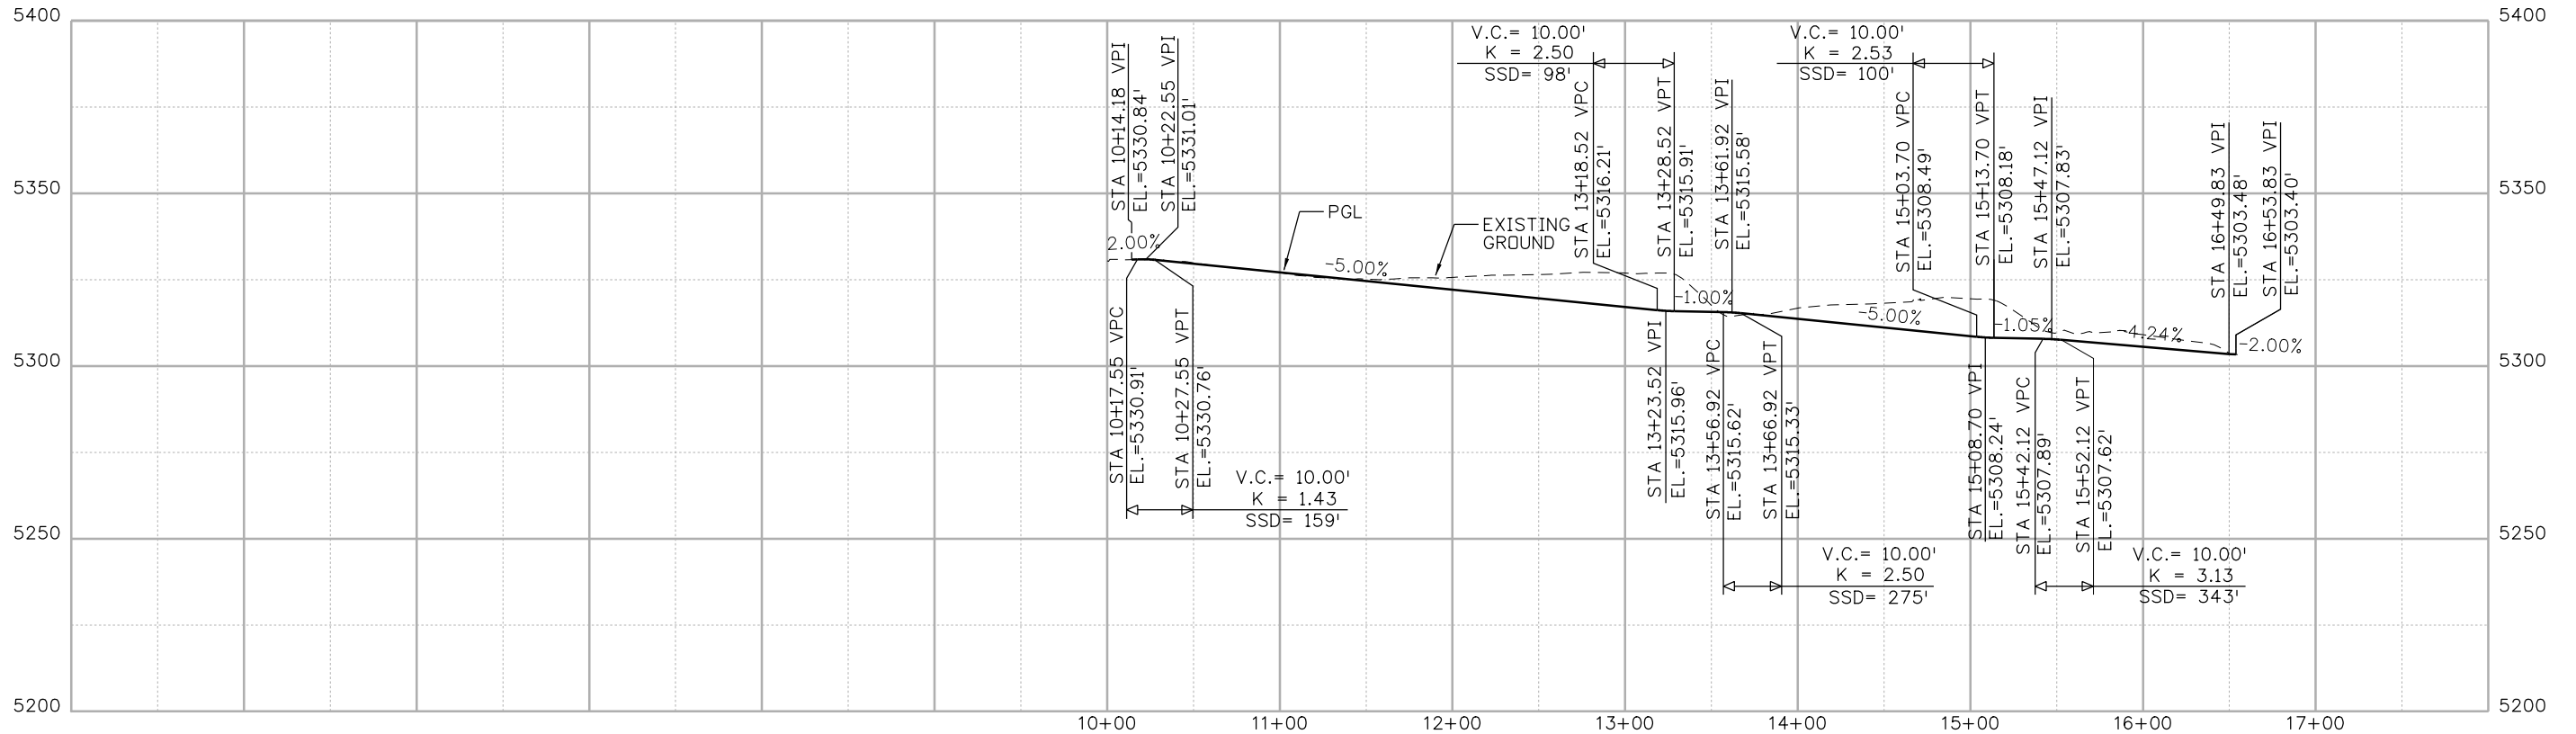 5400
5400
V.C.= 10.00'
K = 2.50
SSD= 98'
V.C.= 10.00'
K = 2.53
SSD= 100'
STA 10+14.18 VPI
EL.=5330.84'
STA 10+22.55 VPI
EL.=5331.01'
STA 13+18.52 VPC
EL.=5316.21'
STA 13+28.52 VPT
EL.=5315.91'
STA 13+61.92 VPI
EL.=5315.58'
STA 15+03.70 VPC
EL.=5308.49'
STA 15+13.70 VPT
EL.=5308.18'
STA 15+47.12 VPI
EL.=5307.83'
STA 16+49.83 VPI
EL.=5303.48'
STA 16+53.83 VPI
EL.=5303.40'
5350
5350
PGL
EXISTING
GROUND
2.00%
-5.00%
-1.00%
-5.00%
-1.05%
-4.24%
-2.00%
5300
5300
STA 10+17.55 VPC
EL.=5330.91'
STA 10+27.55 VPT
EL.=5330.76'
V.C.= 10.00'
K = 1.43
SSD= 159'
STA 13+23.52 VPI
EL.=5315.96'
STA 13+56.92 VPC
EL.=5315.62'
STA 13+66.92 VPT
EL.=5315.33'
STA 15+08.70 VPI
EL.=5308.24'
STA 15+42.12 VPC
EL.=5307.89'
STA 15+52.12 VPT
EL.=5307.62'
5250
5250
V.C.= 10.00'
K = 2.50
SSD= 275'
V.C.= 10.00'
K = 3.13
SSD= 343'
5200
5200
10+00
11+00
12+00
13+00
14+00
15+00
16+00
17+00